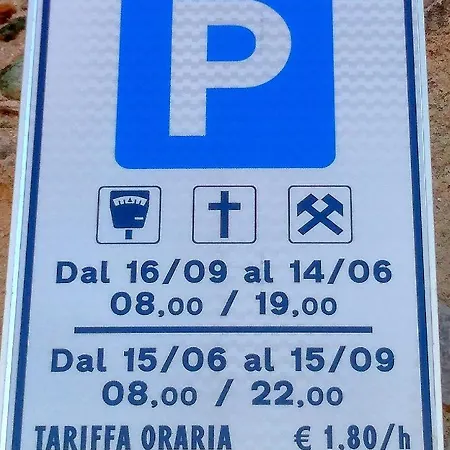 P
Dal 16/09 al 14/06
08,00 / 19,00
Dal 15/06 al 15/09
08,00 / 22,00
TARIFFA ORARIA € 1,80/h